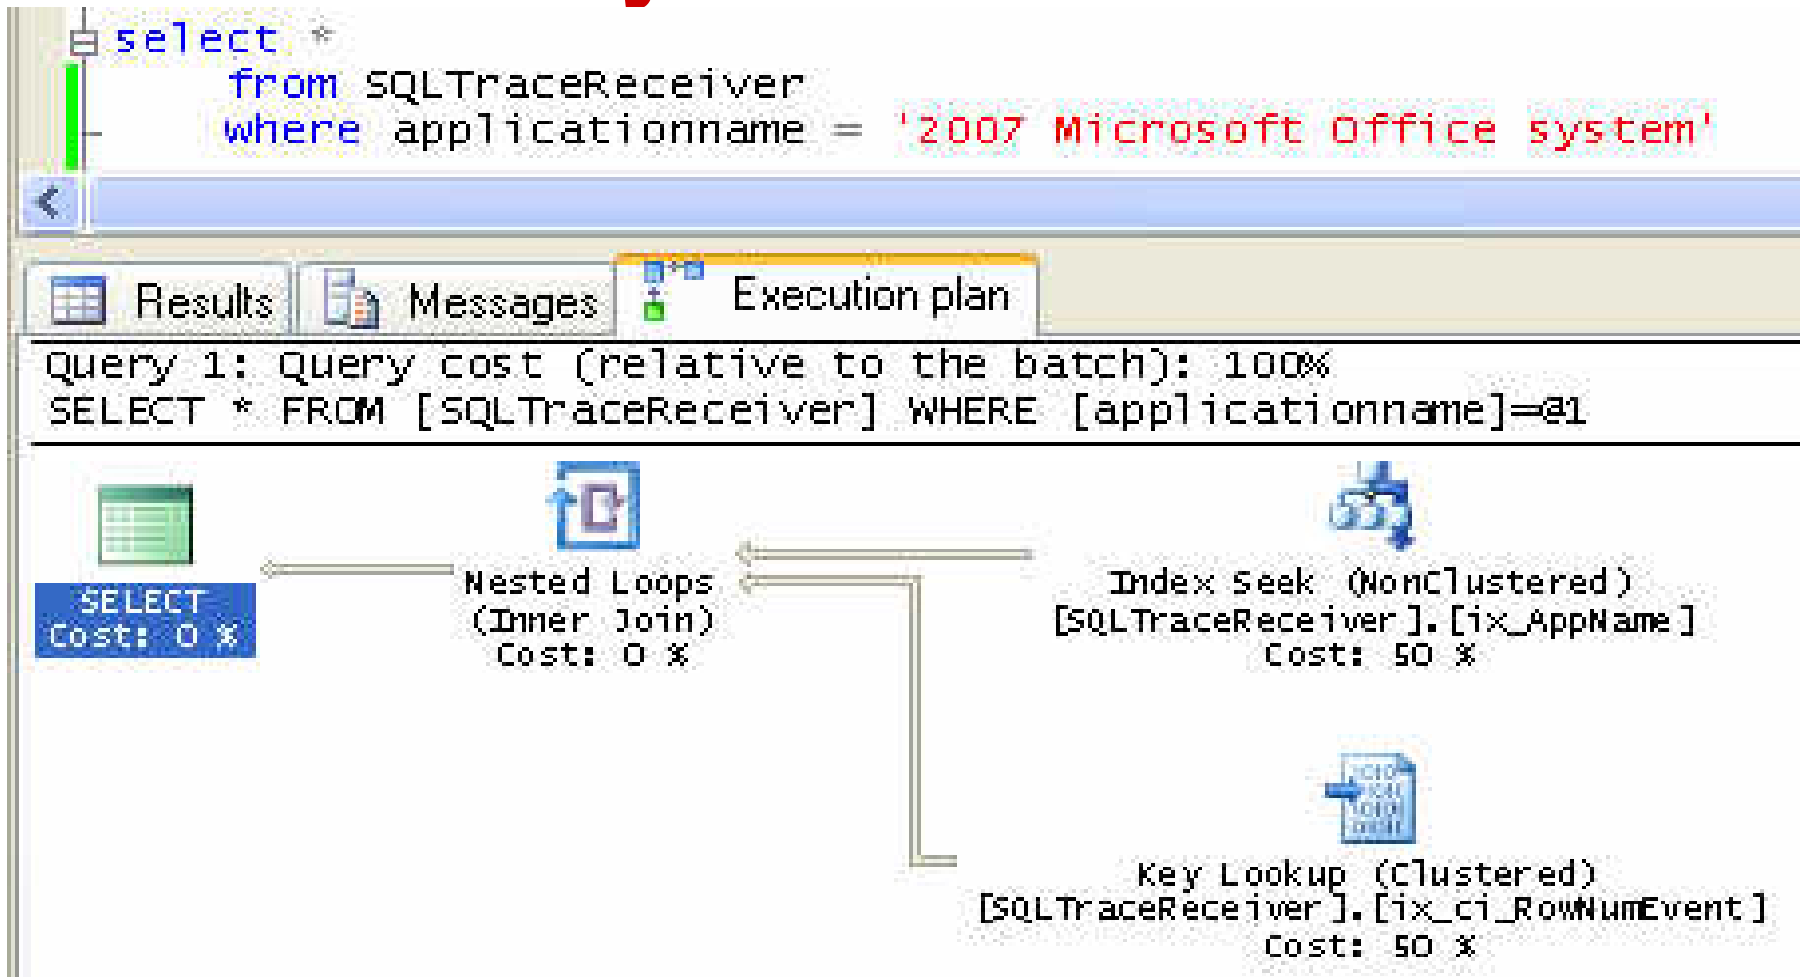 select *
from SQLTraceReceiver
where applicationname = '2007 Microsoft Office system'
Results Messages Execution plan
Query 1: Query cost (relative to the batch): 100%
SELECT * FROM [SQLTraceReceiver] WHERE [applicationname]=@1
SELECT
Cost: 0 %
Nested Loops
(Inner Join)
Cost: 0 %
Index Seek (NonClustered)
[SQLTraceReceiver].[ix_AppName]
Cost: 50 %
Key Lookup (Clustered)
[SQLTraceReceiver].[ix_ci_RowNumEvent]
Cost: 50 %